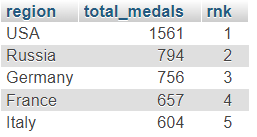 region total_medals rnk
USA 1561 1
Russia 794 2
Germany 756 3
France 657 4
Italy 604 5